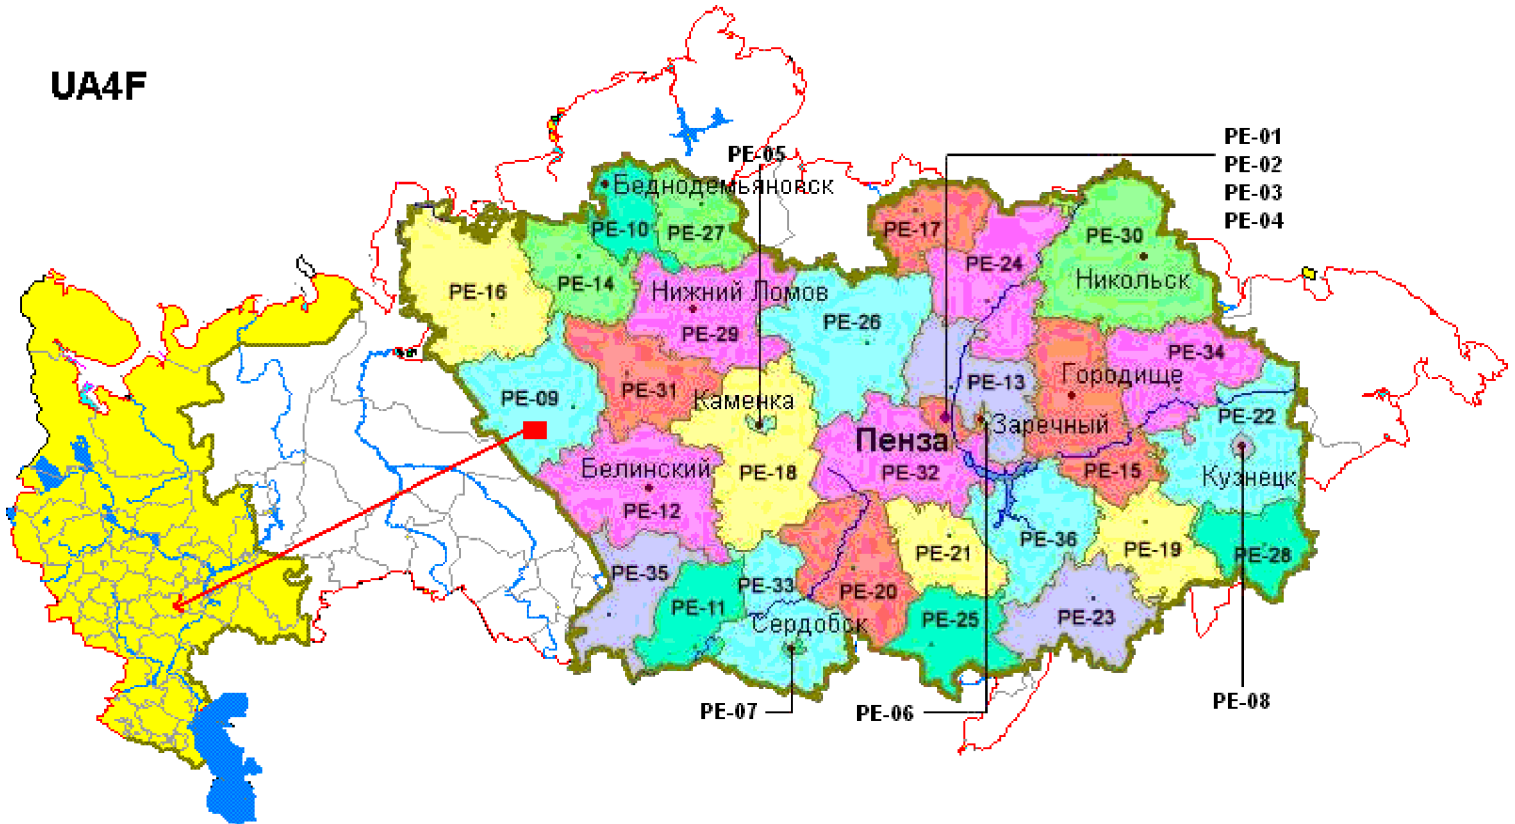 UA4F
PE-01
PE-05
PE-02
Беднодемьяновск
PE-03
PE-04
PE-10
PE-27
PE-17
PE-30
PE-24
Никольск
PE-14
PE-16
Нижний Ломов
PE-26
PE-29
PE-34
Городище
PE-13
PE-31
PE-09
Каменка
PE-22
Заречный
Пенза
Белинский
PE-18
PE-32
PE-15
Кузнецк
PE-12
PE-36
PE-19
PE-21
PE-28
PE-35
PE-33
PE-20
PE-11
PE-25
PE-23
Сердобск
PE-07
PE-06
PE-08